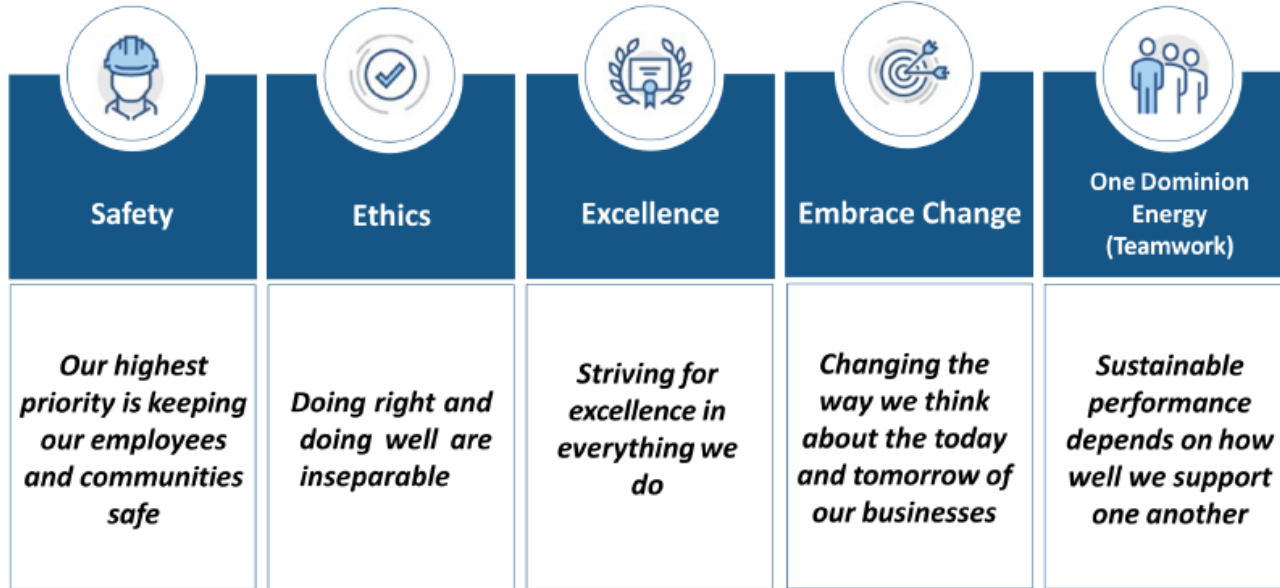 Safety
Our highest
priority is keeping
our employees
and communities
safe
Ethics
Doing right and
doing well are
inseparable
Excellence
Striving for
excellence in
everything we
do
Embrace Change
Changing the
way we think
about the today
and tomorrow of
our businesses
One Dominion
Energy
(Teamwork)
Sustainable
performance
depends on how
well we support
one another